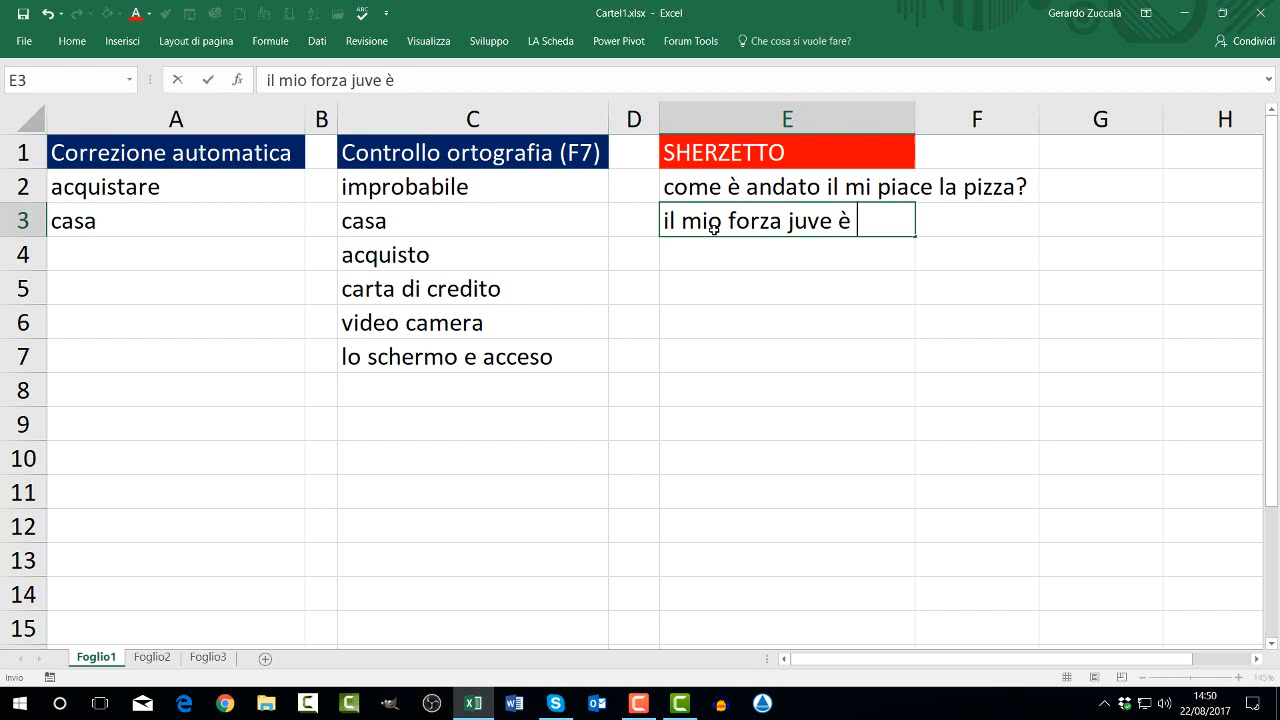 Cartel1.xlsx - Excel
Gerardo Zuccalà
File Home Inserisci Layout di pagina Formule Dati Revisione Visualizza Sviluppo LA Scheda Power Pivot Forum Tools Che cosa si vuole fare? Condividi
E3 fx il mio forza juve è
A B C D E F G H
1 Correzione automatica Controllo ortografia (F7) SHERZETTO
2 acquistare improbabile come è andato il mi piace la pizza?
3 casa casa il mio forza juve è
4 acquisto
5 carta di credito
6 video camera
7 lo schermo e acceso
8
9
10
11
12
13
14
15
Foglio1 Foglio2 Foglio3
Invio 145%
14:50
22/08/2017